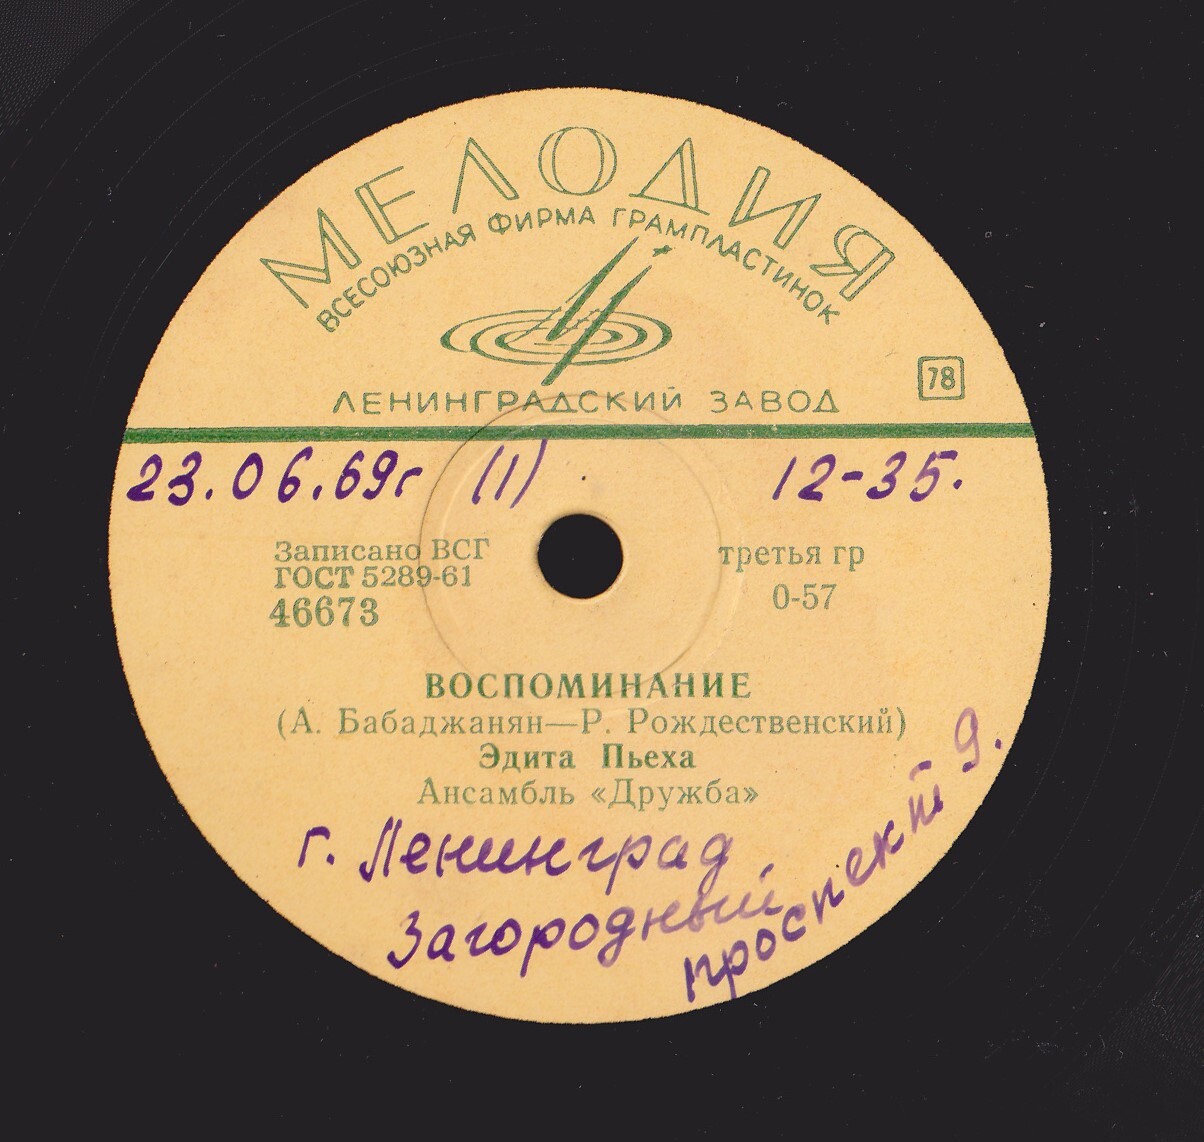 МЕЛОДИЯ
ВСЕСОЮЗНАЯ ФИРМА ГРАМПЛАСТИНОК
ЛЕНИНГРАДСКИЙ ЗАВОД
78
23.06.69г (1) 12-35.
Записано ВСГ
ГОСТ 5289-61
46673
третья гр
0-57
ВОСПОМИНАНИЕ
(А. Бабаджанян—Р. Рождественский)
Эдита Пьеха
Ансамбль «Дружба»
г. Ленинград
Загородный
проспект 9.